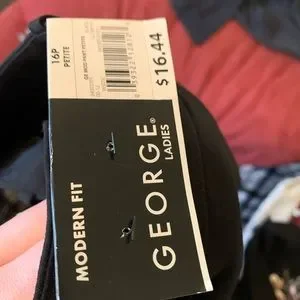 16P
PETITE
$16.44
MODERN FIT
GEORGE®
LADIES